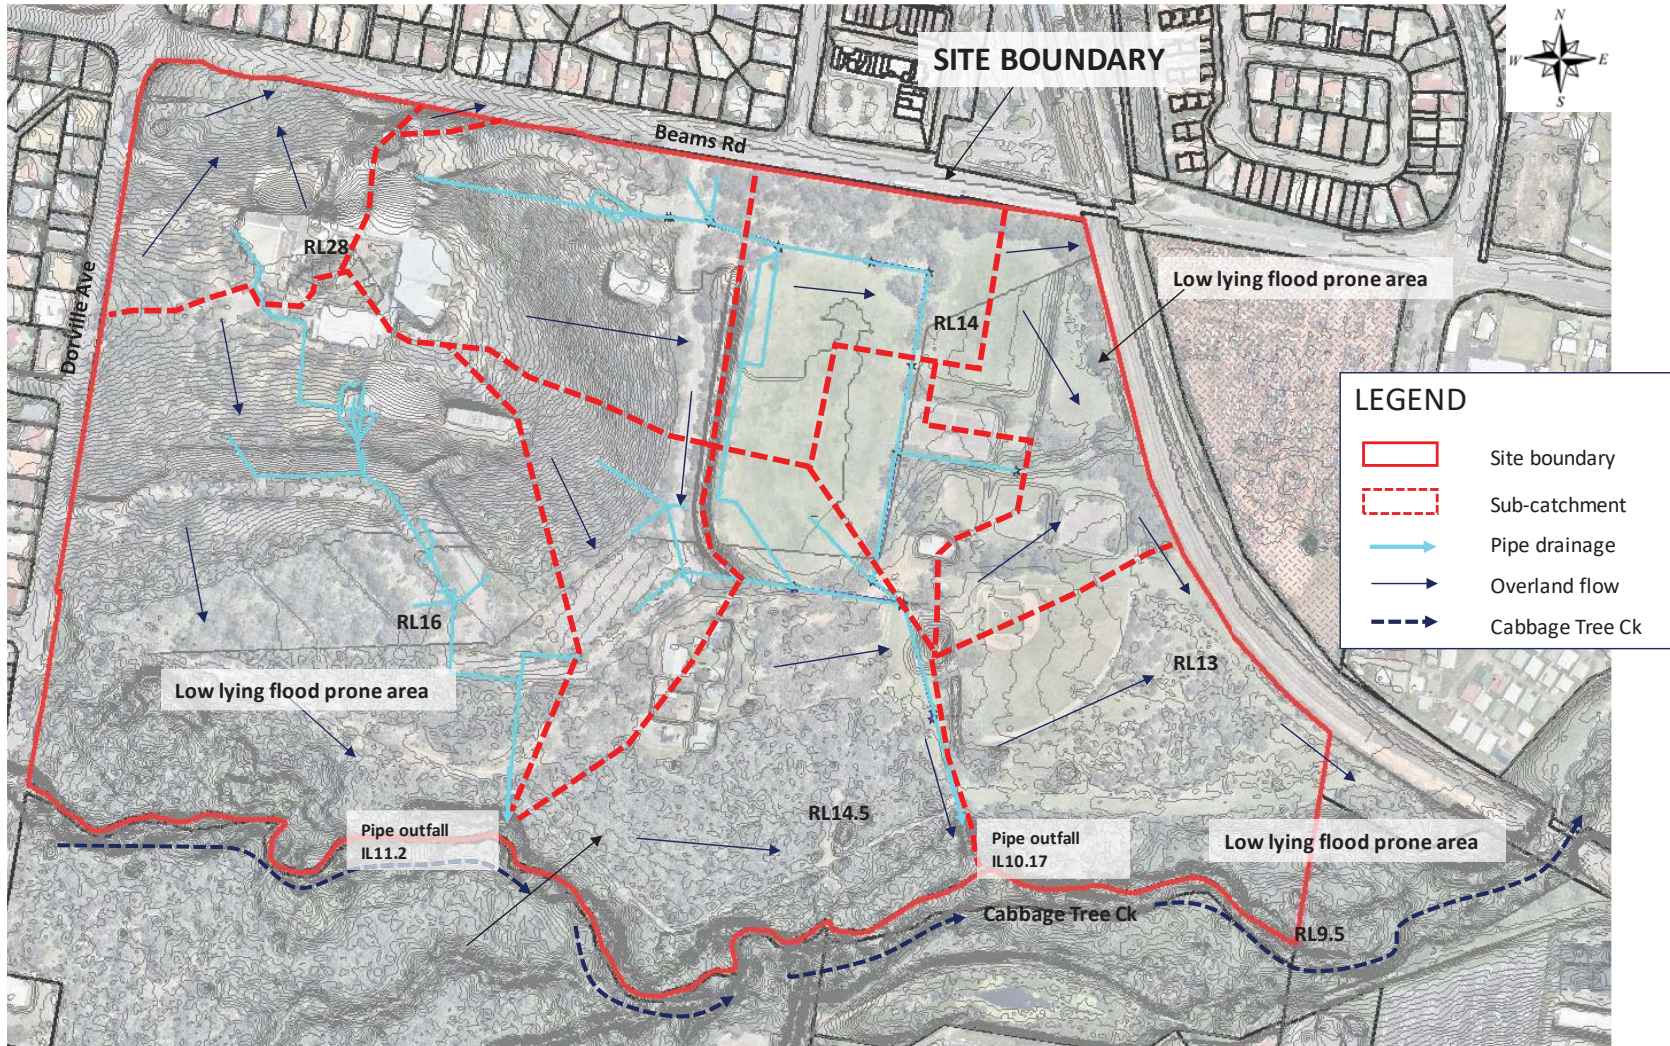 N
W
E
S
SITE BOUNDARY
Beams Rd
RL28
Dorville Ave
Low lying flood prone area
RL14
LEGEND
Site boundary
Sub-catchment
Pipe drainage
Overland flow
Cabbage Tree Ck
RL16
RL13
Low lying flood prone area
RL14.5
Pipe outfall
IL11.2
Pipe outfall
IL10.17
Low lying flood prone area
Cabbage Tree Ck
RL9.5